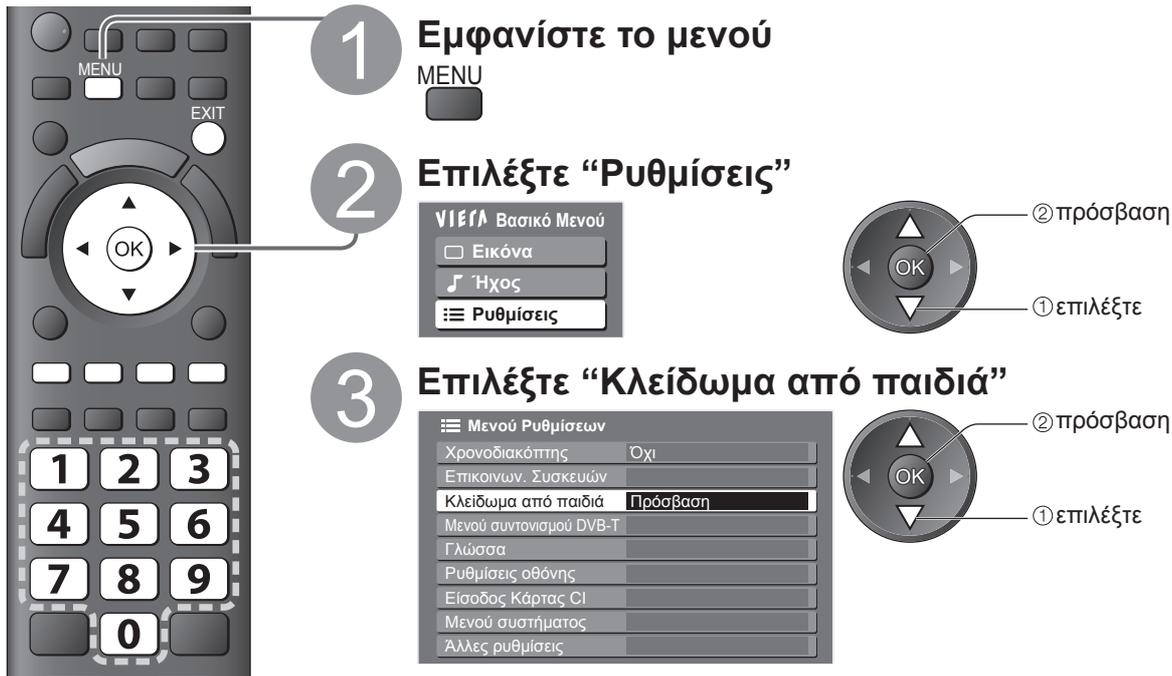 MENU
EXIT
OK
1 2 3
4 5 6
7 8 9
0
1
Εμφανίστε το μενού
MENU
2
Επιλέξτε “Ρυθμίσεις”
VIERA Βασικό Μενού
Εικόνα
Ήχος
Ρυθμίσεις
OK
②πρόσβαση
①επιλέξτε
3
Επιλέξτε “Κλείδωμα από παιδιά”
Μενού Ρυθμίσεων
Χρονοδιακόπτης Όχι
Επικοινων. Συσκευών
Κλείδωμα από παιδιά Πρόσβαση
Μενού συντονισμού DVB-T
Γλώσσα
Ρυθμίσεις οθόνης
Είσοδος Κάρτας CI
Μενού συστήματος
Άλλες ρυθμίσεις
OK
②πρόσβαση
①επιλέξτε